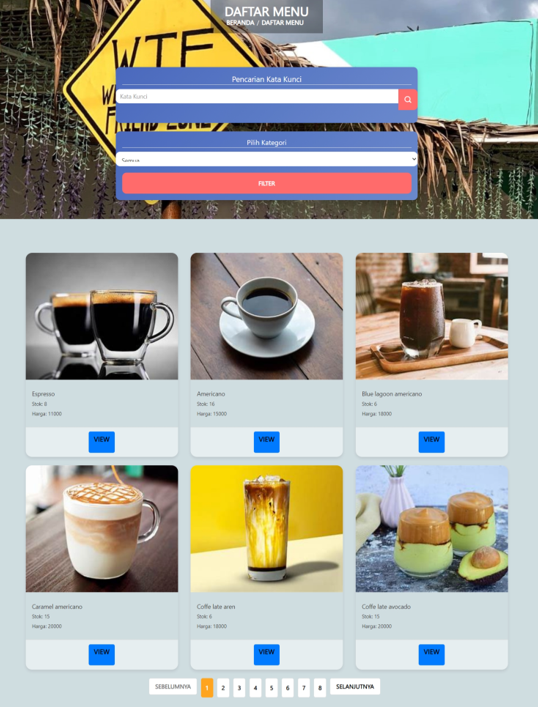 DAFTAR MENU
BERANDA / DAFTAR MENU
WTF
FRIEND ZONE
Pencarian Kata Kunci
Kata Kunci
Pilih Kategori
Semua
FILTER
Espresso
Stok: 8
Harga: 11000
VIEW
Americano
Stok: 16
Harga: 15000
VIEW
Blue lagoon americano
Stok: 6
Harga: 18000
VIEW
Caramel americano
Stok: 15
Harga: 20000
VIEW
Coffe late aren
Stok: 6
Harga: 18000
VIEW
Coffe late avocado
Stok: 15
Harga: 20000
VIEW
SEBELUMNYA 1 2 3 4 5 6 7 8 SELANJUTNYA